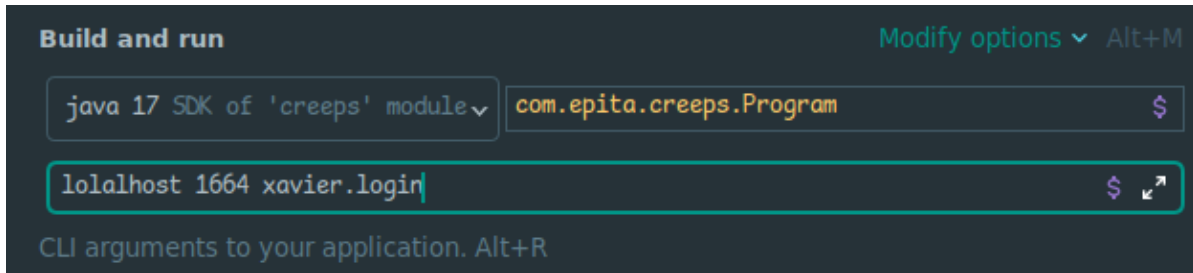 Build and run
Modify options Alt+M
java 17 SDK of 'creeps' module com.epita.creeps.Program $
lolalhost 1664 xavier.login $
CLI arguments to your application. Alt+R